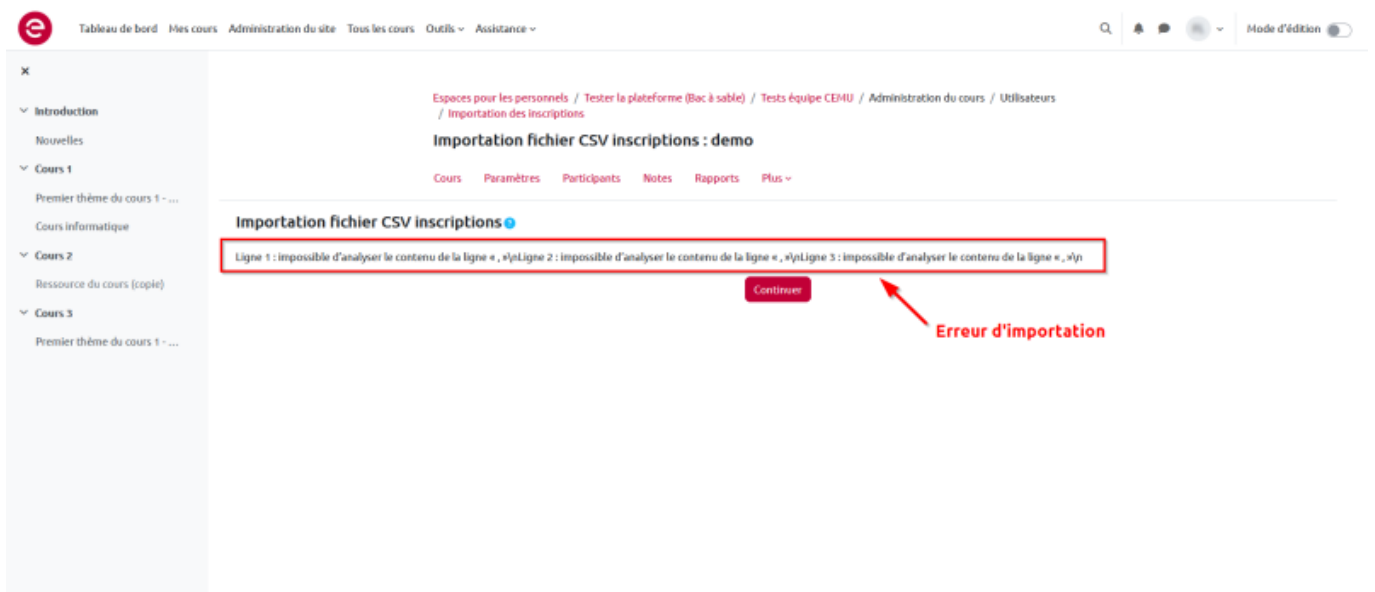 Tableau de bord Mes cours Administration du site Tous les cours Outils Assistance Mode d'édition
Introduction
Nouvelles
Cours 1
Premier thème du cours 1 - ...
Cours informatique
Cours 2
Ressource du cours (copie)
Cours 3
Premier thème du cours 1 - ...
Espaces pour les personnels / Tester la plateforme (Bac à sable) / Tests équipe CEMU / Administration du cours / Utilisateurs
/ Importation des inscriptions
Importation fichier CSV inscriptions : demo
Cours Paramètres Participants Notes Rapports Plus
Importation fichier CSV inscriptions
Ligne 1 : impossible d'analyser le contenu de la ligne « , »\nLigne 2 : impossible d'analyser le contenu de la ligne « , »\nLigne 3 : impossible d'analyser le contenu de la ligne « , »\n
Continuer
Erreur d'importation